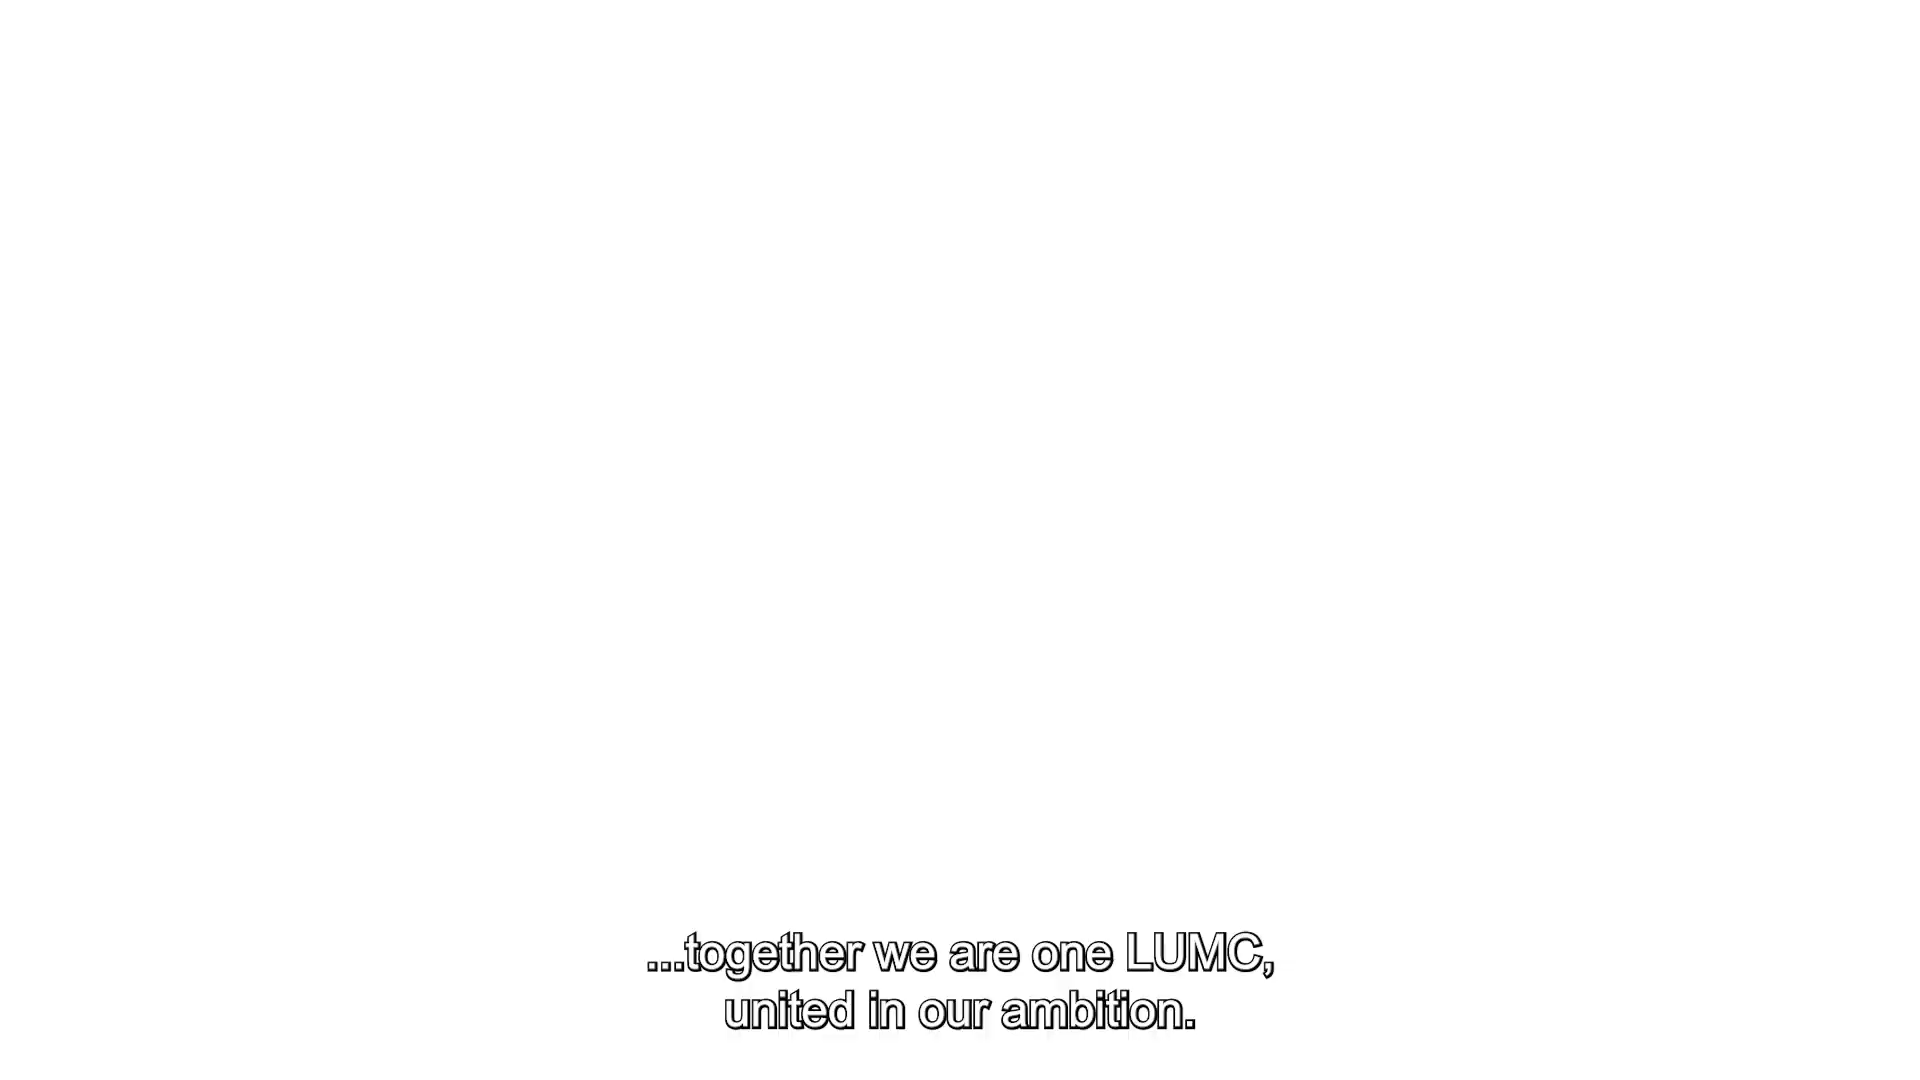 ...together we are one LUMC,
united in our ambition.